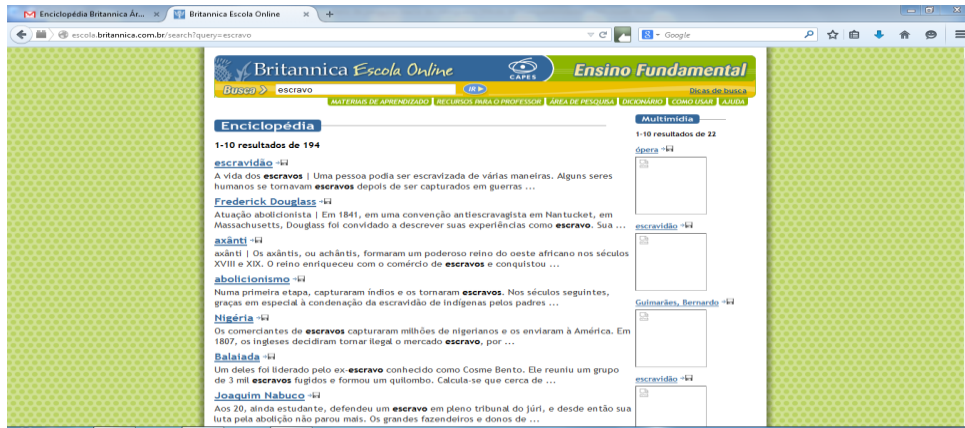 Enciclopédia Britannica Ár...
Britannica Escola Online
escola.britannica.com.br/search?query=escravo
Google
Britannica Escola Online
CAPES
Ensino Fundamental
Busca
escravo
IR
Dicas de busca
MATERIAIS DE APRENDIZADO RECURSOS PARA O PROFESSOR ÁREA DE PESQUISA DICIONÁRIO COMO USAR AJUDA
Enciclopédia
1-10 resultados de 194
escravidão
A vida dos escravos | Uma pessoa podia ser escravizada de várias maneiras. Alguns seres
humanos se tornavam escravos depois de ser capturados em guerras ...
Frederick Douglass
Atuação abolicionista | Em 1841, em uma convenção antiescravagista em Nantucket, em
Massachusetts, Douglass foi convidado a descrever suas experiências como escravo. Sua ...
axânti
axânti | Os axântis, ou achântis, formaram um poderoso reino do oeste africano nos séculos
XVIII e XIX. O reino enriqueceu com o comércio de escravos e conquistou ...
abolicionismo
Numa primeira etapa, capturaram índios e os tornaram escravos. Nos séculos seguintes,
graças em especial à condenação da escravidão de indígenas pelos padres ...
Nigéria
Os comerciantes de escravos capturaram milhões de nigerianos e os enviaram à América. Em
1807, os ingleses decidiram tornar ilegal o mercado escravo, por ...
Balaiada
Um deles foi liderado pelo ex-escravo conhecido como Cosme Bento. Ele reuniu um grupo
de 3 mil escravos fugidos e formou um quilombo. Calcula-se que cerca de ...
Joaquim Nabuco
Aos 20, ainda estudante, defendeu um escravo em pleno tribunal do júri, e desde então sua
luta pela abolição não parou mais. Os grandes fazendeiros e donos de ...
Multimídia
1-10 resultados de 22
ópera
escravidão
Guimarães, Bernardo
escravidão